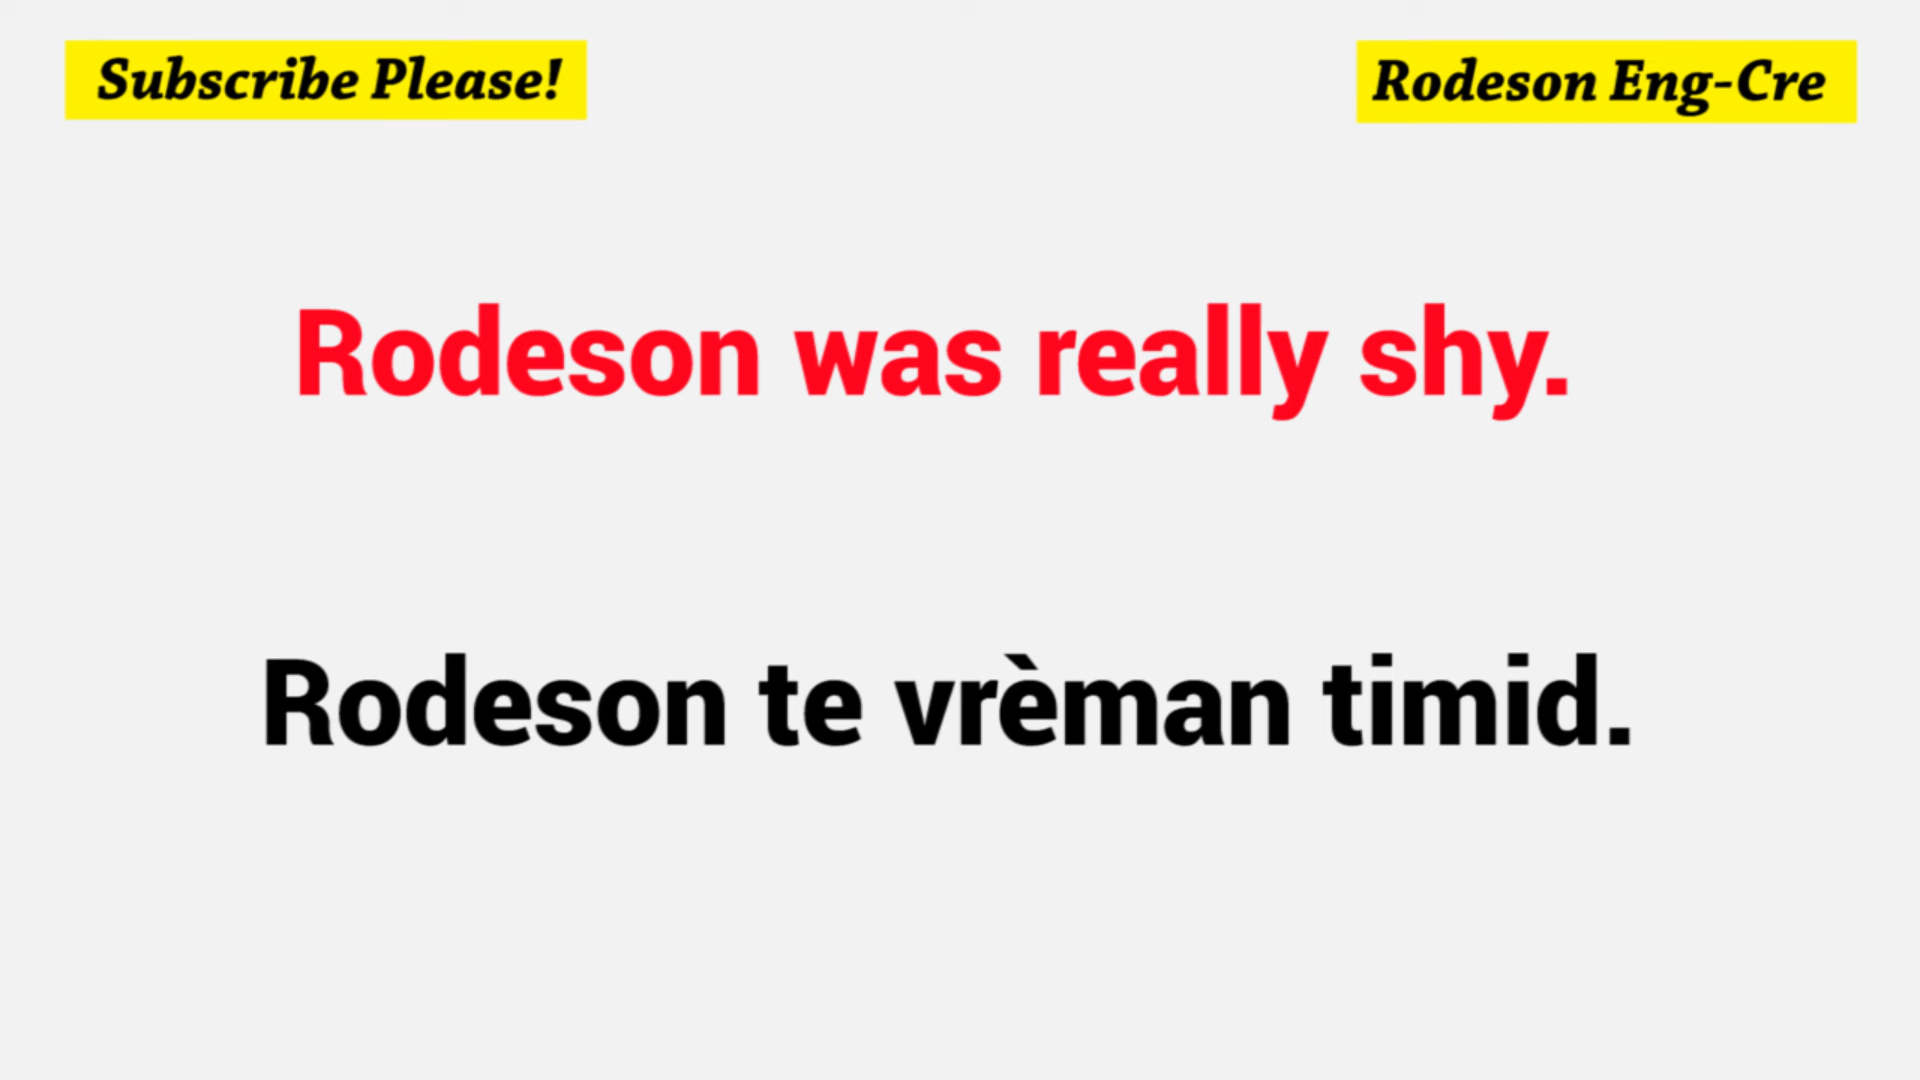 Subscribe Please!
Rodeson Eng-Cre
Rodeson was really shy.
Rodeson te vrèman timid.